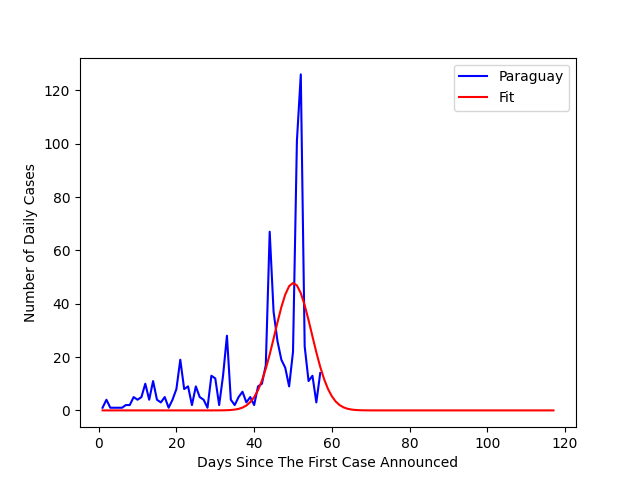 Paraguay
Fit
120
100
80
60
40
20
0
Number of Daily Cases
0 20 40 60 80 100 120
Days Since The First Case Announced